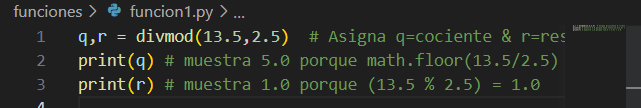 funciones > funcion1.py > ...
1 q,r = divmod(13.5,2.5)  # Asigna q=cociente & r=res
2 print(q) # muestra 5.0 porque math.floor(13.5/2.5)
3 print(r) # muestra 1.0 porque (13.5 % 2.5) = 1.0
4